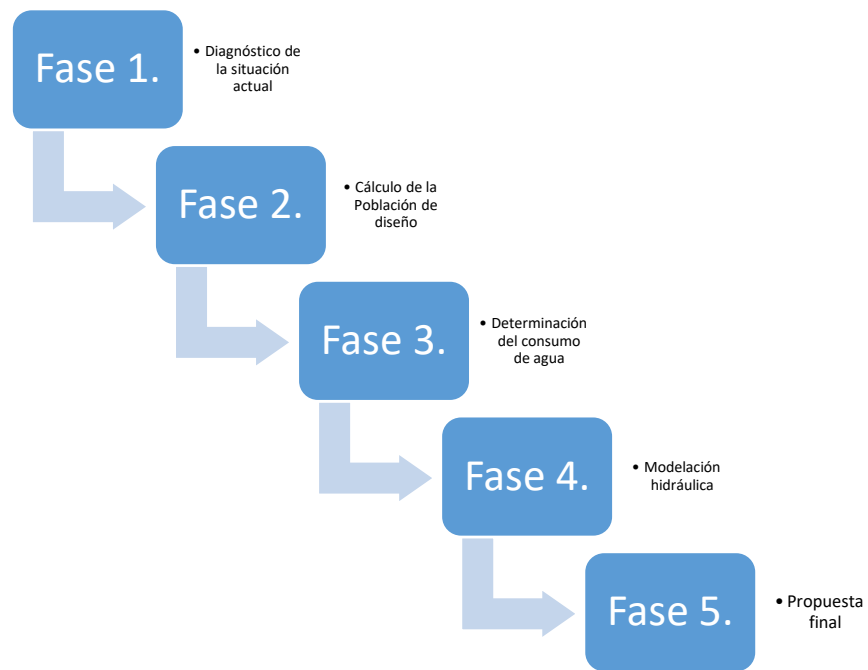 Fase 1.
• Diagnóstico de
la situación
actual
Fase 2.
• Cálculo de la
Población de
diseño
Fase 3.
• Determinación
del consumo
de agua
Fase 4.
• Modelación
hidráulica
Fase 5.
• Propuesta
final